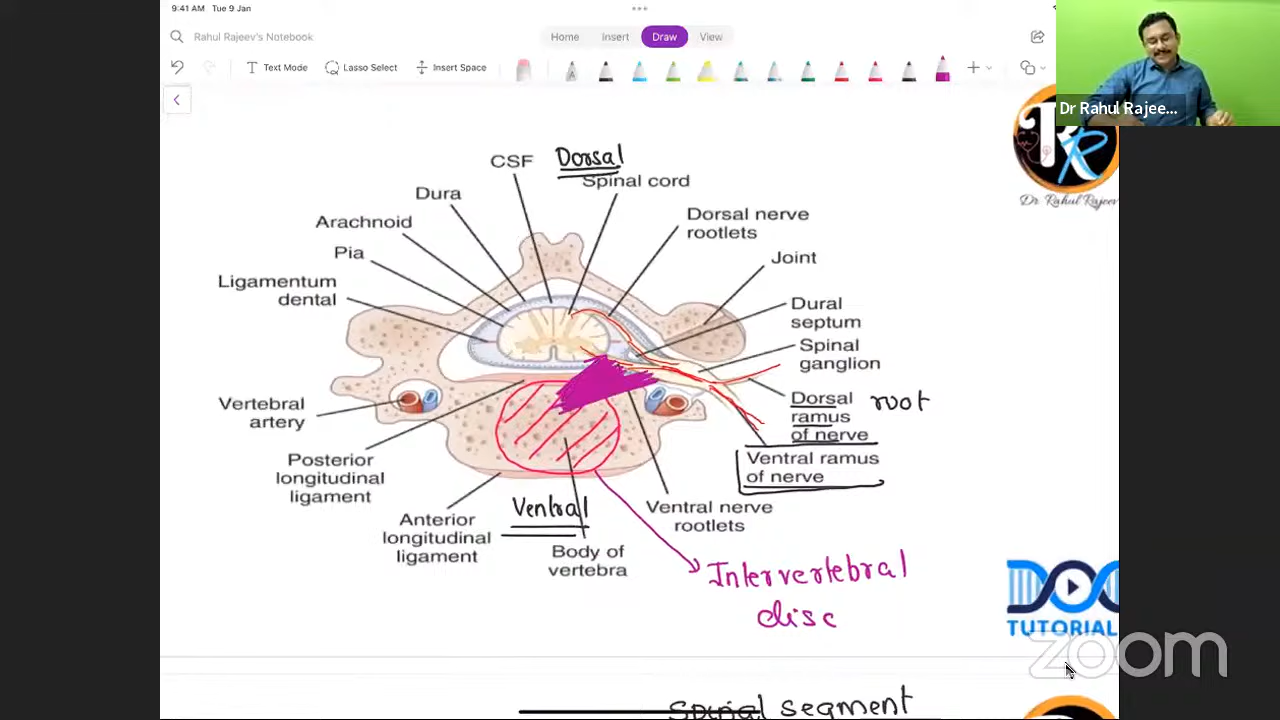 9:41 AM Tue 9 Jan
Rahul Rajeev's Notebook
Home Insert Draw View
Text Mode Lasso Select Insert Space
Dr Rahul Rajee...
Dr Rahul Rajeev
CSF Dorsal
Spinal cord
Dura
Dorsal nerve
rootlets
Arachnoid
Pia
Joint
Ligamentum
dental
Dural
septum
Spinal
ganglion
Dorsal root
ramus
of nerve
Vertebral
artery
Ventral ramus
of nerve
Posterior
longitudinal
ligament
Ventral
Ventral nerve
rootlets
Anterior
longitudinal
ligament
Body of
vertebra
Intervertebral
disc
TUTORIAL
zoom
Spinal segment